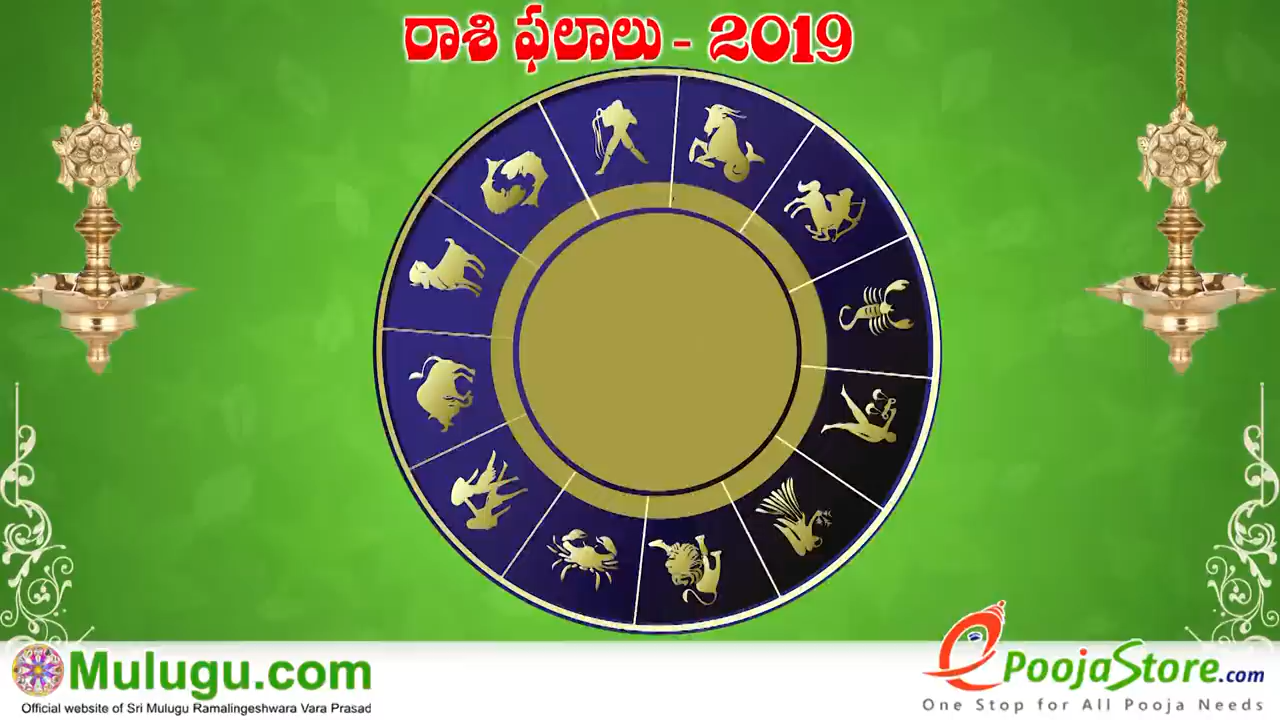 రాశి ఫలాలు - 2019
Mulugu.com
Official website of Sri Mulugu Ramalingeshwara Vara Prasad
ePoojaStore.com
One Stop for All Pooja Needs